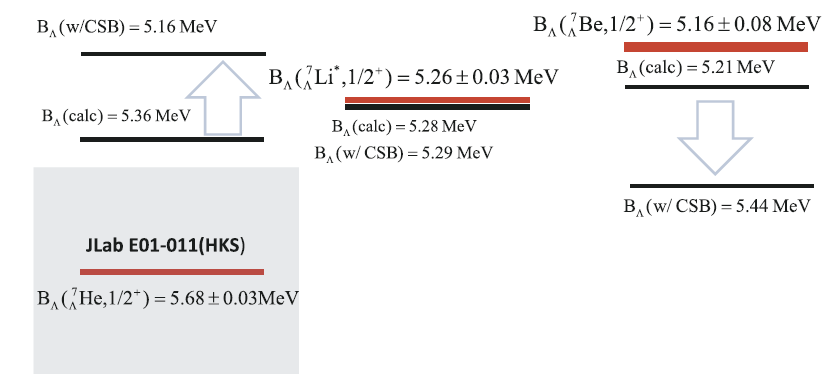 B_Λ(w/CSB) = 5.16 MeV
B_Λ(calc) = 5.36 MeV
JLab E01-011(HKS)
B_Λ(⁷_ΛHe,1/2⁺) = 5.68 ± 0.03MeV
B_Λ(⁷_ΛLi*,1/2⁺) = 5.26 ± 0.03 MeV
B_Λ(calc) = 5.28 MeV
B_Λ(w/ CSB) = 5.29 MeV
B_Λ(⁷_ΛBe,1/2⁺) = 5.16 ± 0.08 MeV
B_Λ(calc) = 5.21 MeV
B_Λ(w/ CSB) = 5.44 MeV